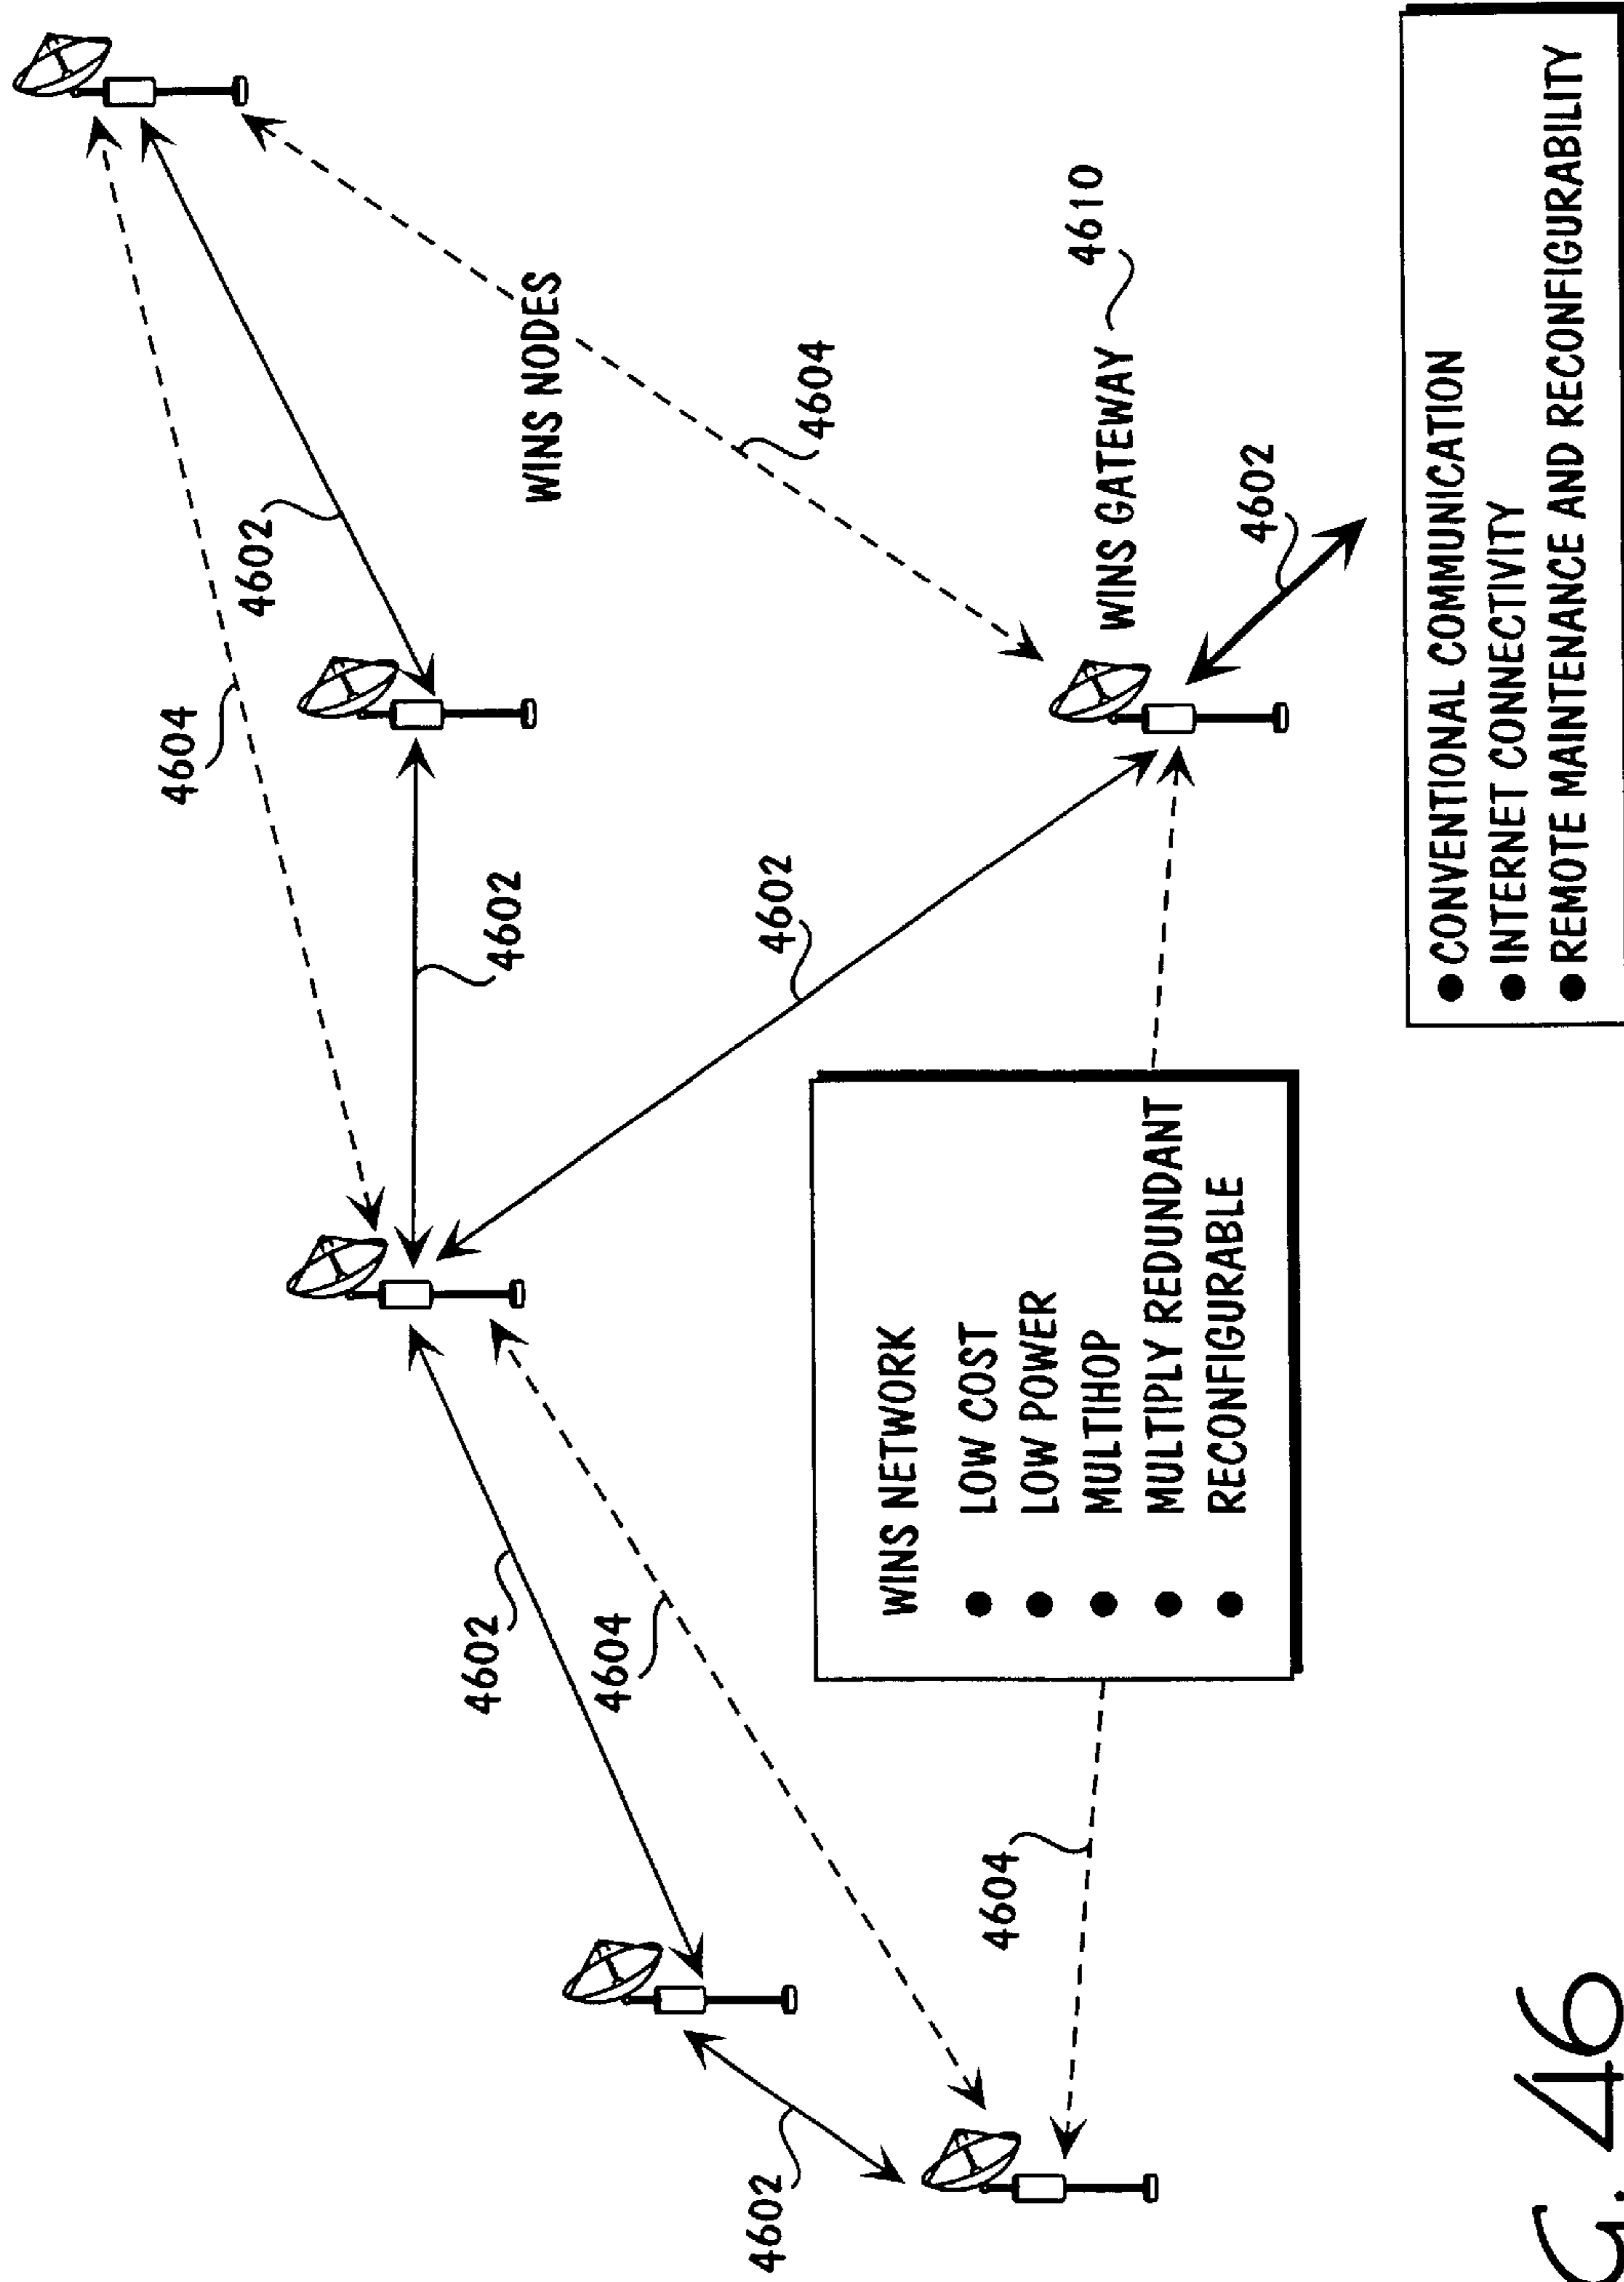 4604
4602
4602
4602
WINS NODES
4604
4602
4602
4604
WINS NETWORK
● LOW COST
● LOW POWER
● MULTIHOP
● MULTIPLY REDUNDANT
● RECONFIGURABLE
4604
WINS GATEWAY 4610
4602
● CONVENTIONAL COMMUNICATION
● INTERNET CONNECTIVITY
● REMOTE MAINTENANCE AND RECONFIGURABILITY
G. 46